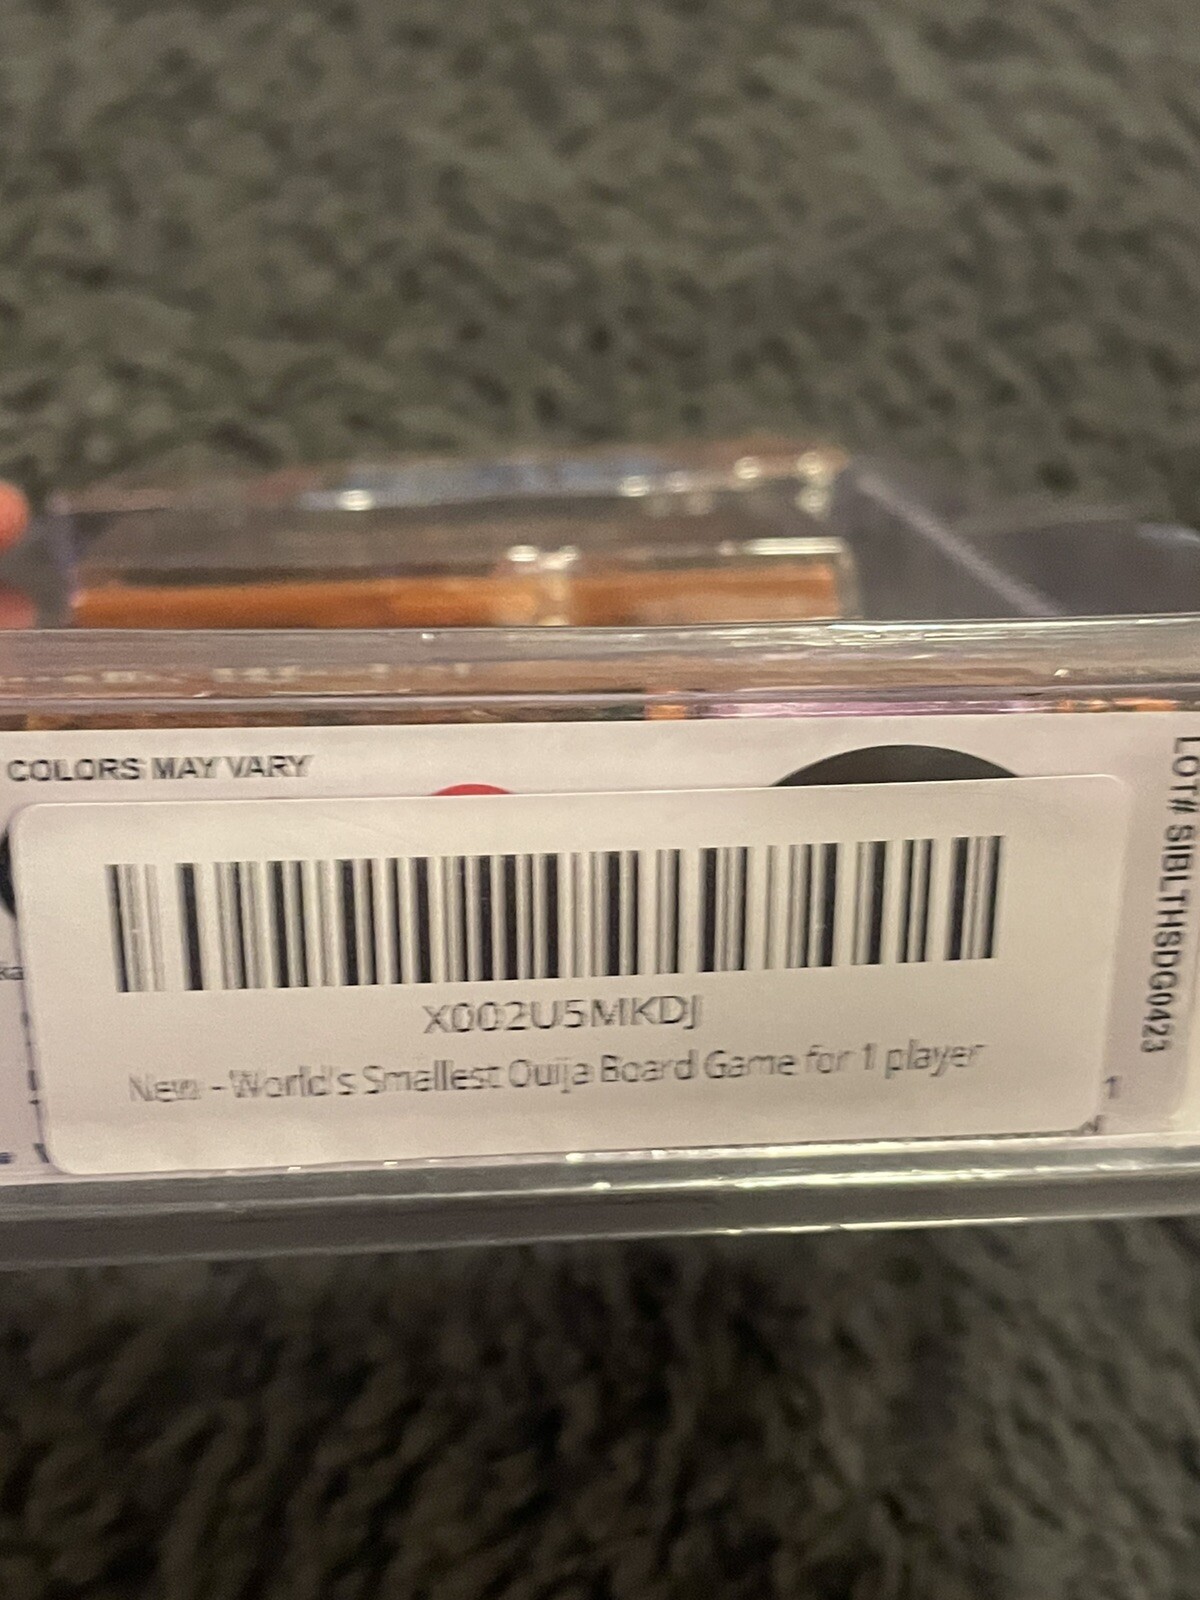 COLORS MAY VARY
X002U5MKDJ
New - World's Smallest Ouija Board Game for 1 player
LOT# SIBLTHSDG0423